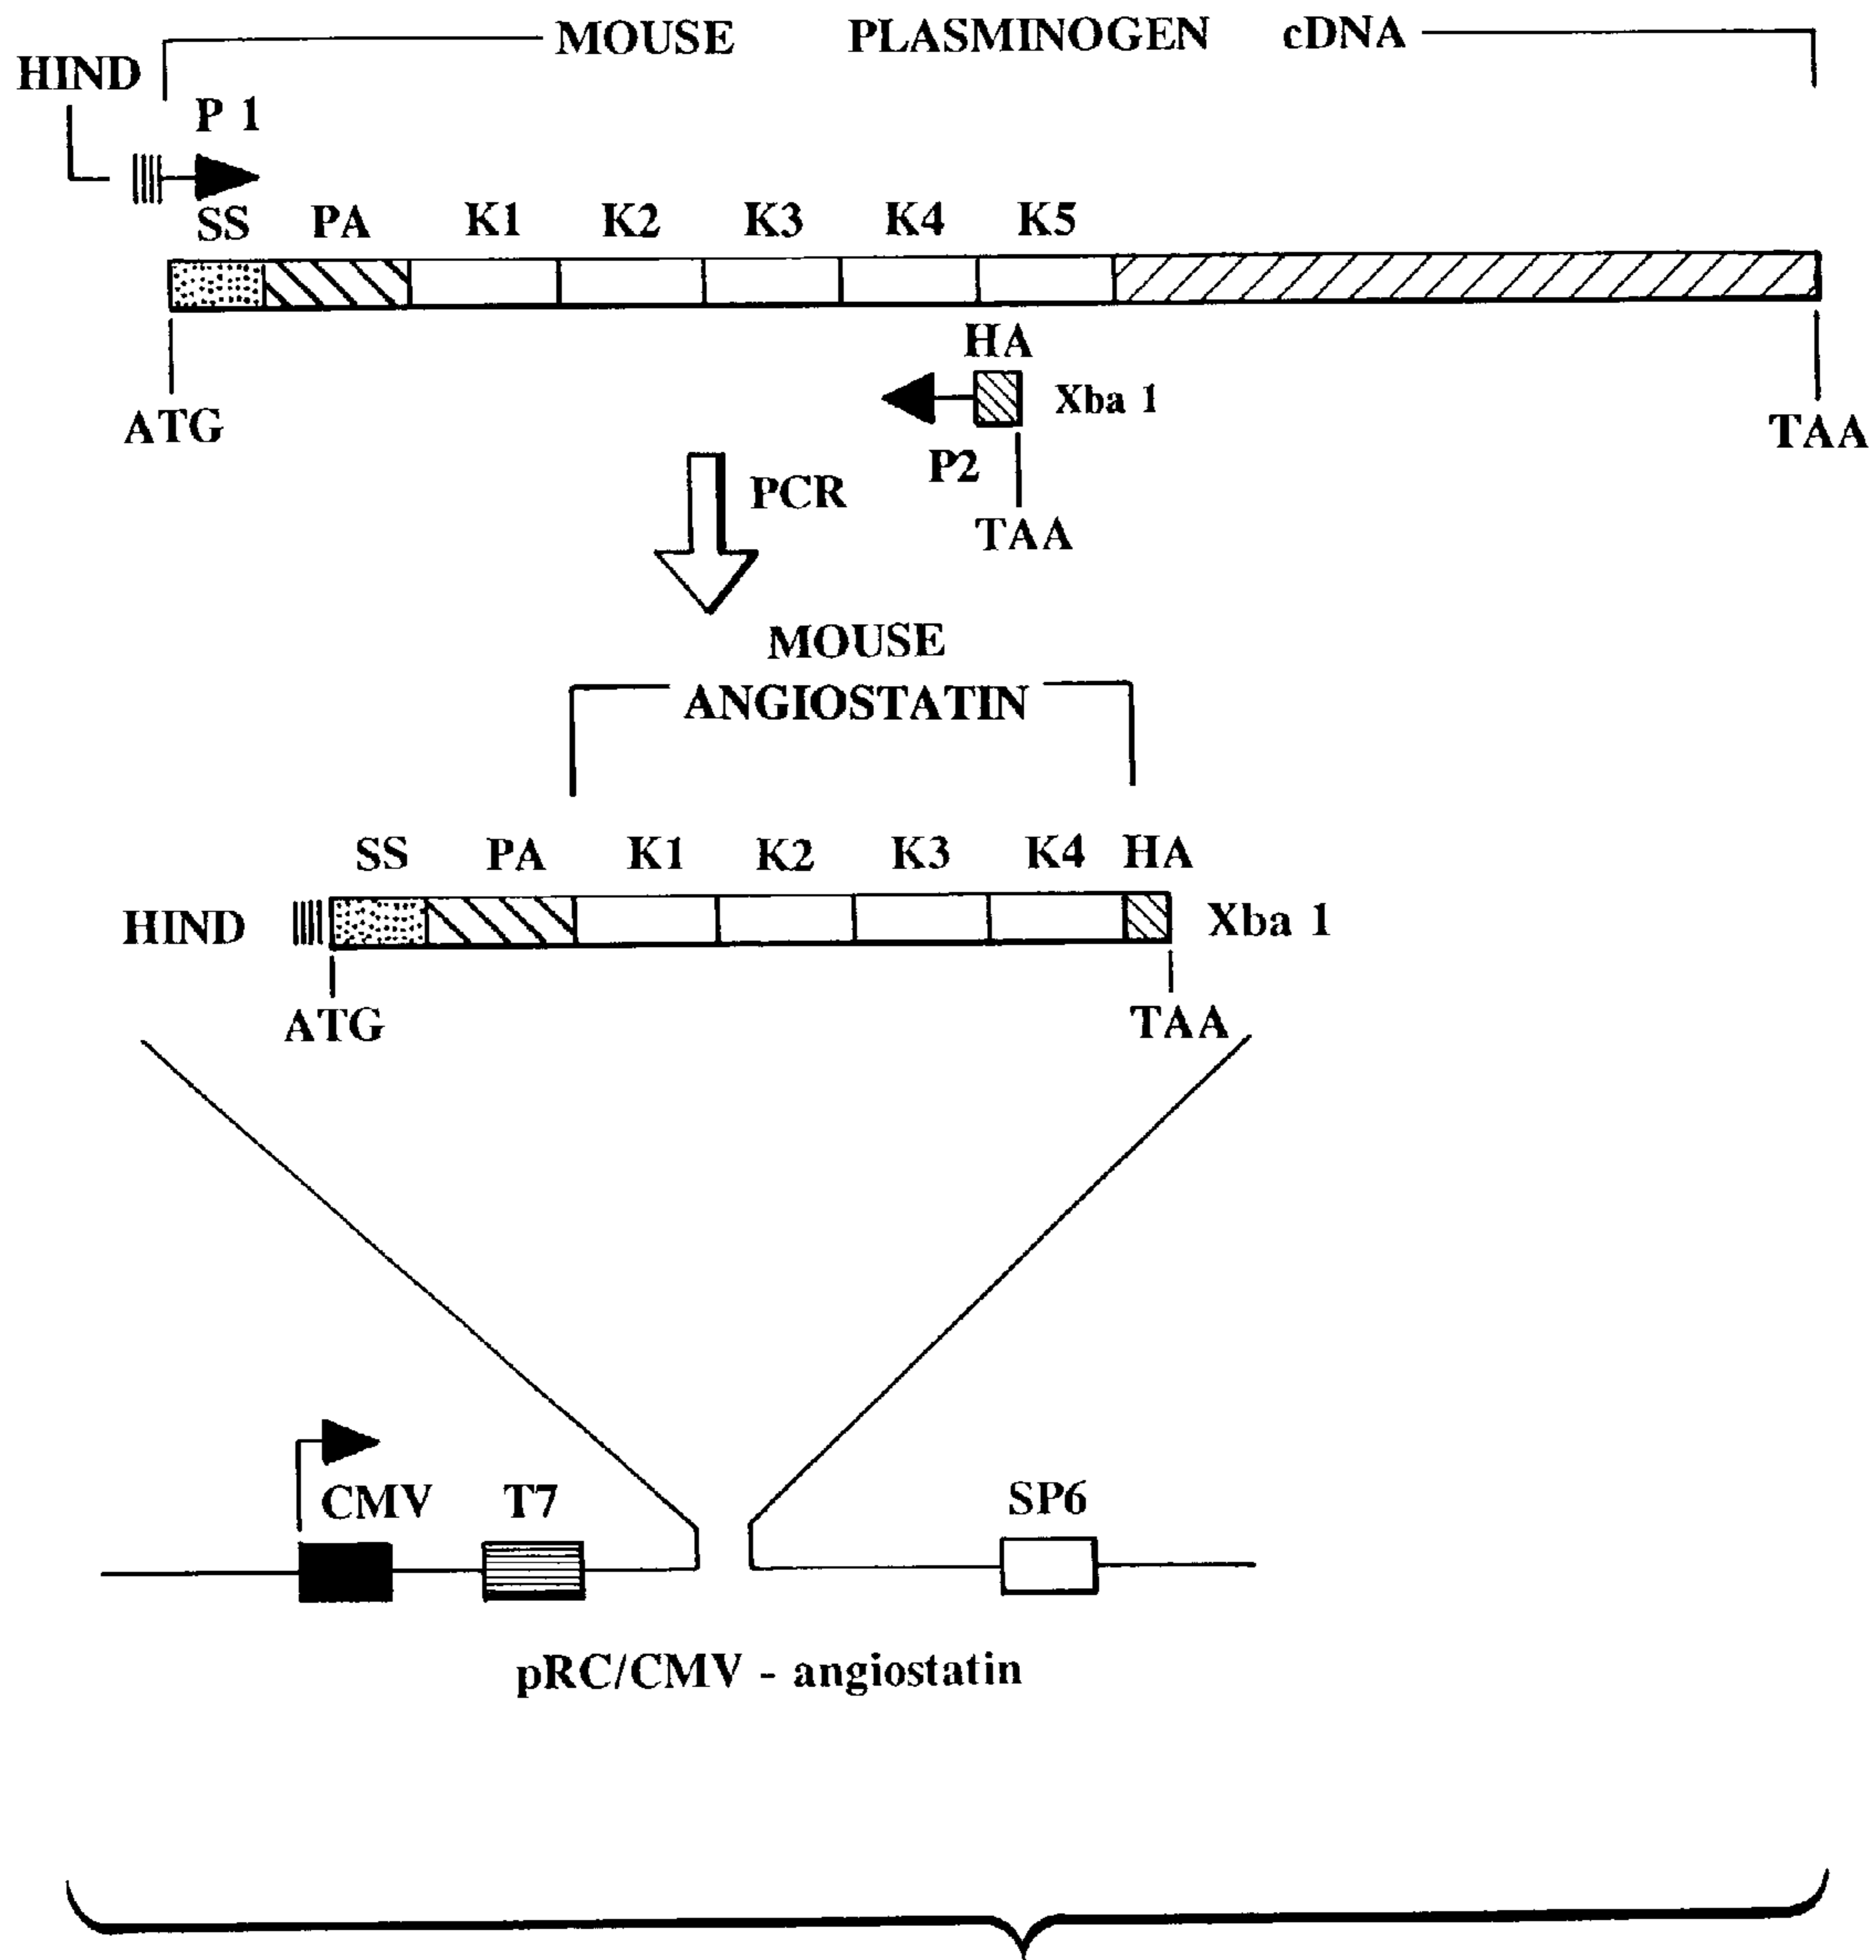 MOUSE PLASMINOGEN cDNA
HIND
P 1
SS PA K1 K2 K3 K4 K5
HA
Xba 1
ATG
P2
TAA
TAA
PCR
MOUSE
ANGIOSTATIN
SS PA K1 K2 K3 K4 HA
HIND
Xba 1
ATG
TAA
CMV T7 SP6
pRC/CMV - angiostatin